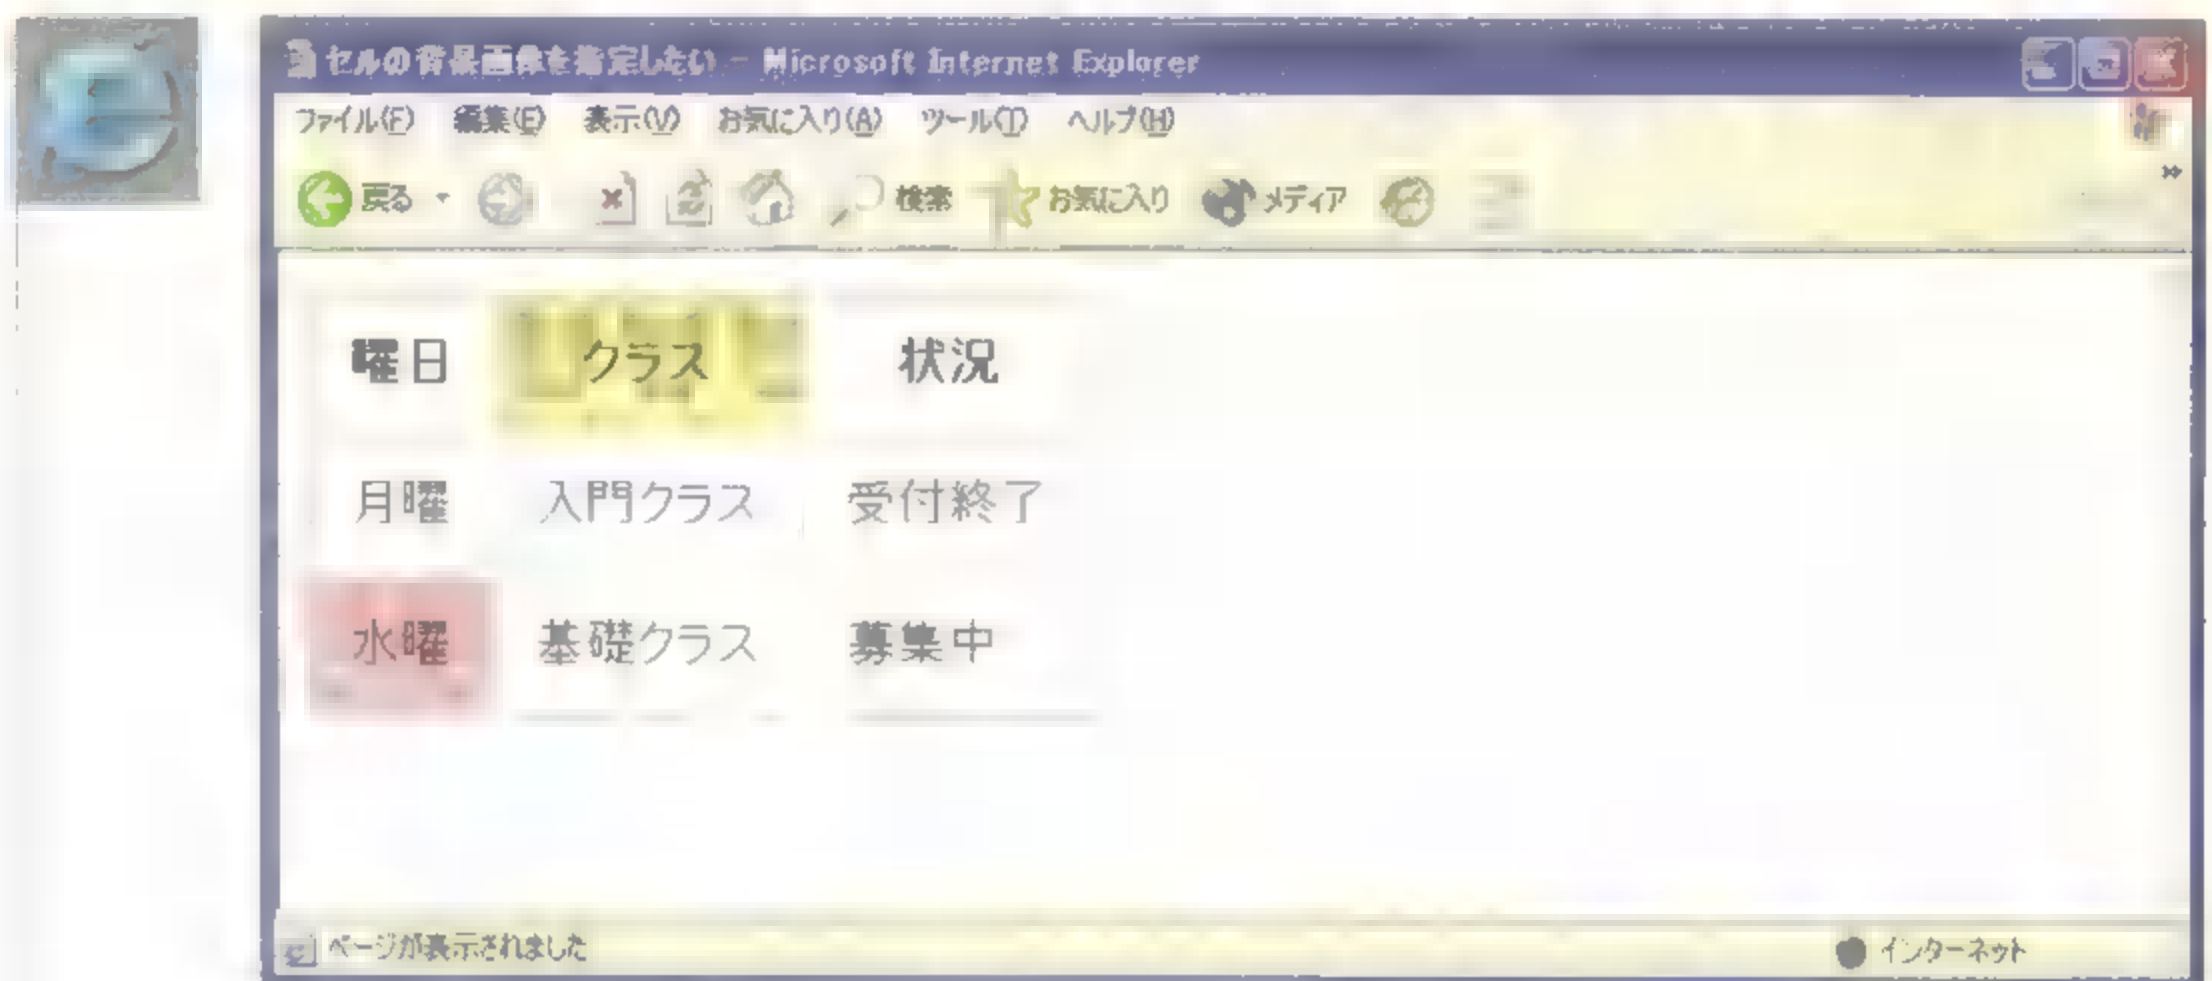 セルの背景画像を指定したい - Microsoft Internet Explorer
ファイル(F) 編集(E) 表示(V) お気に入り(A) ツール(T) ヘルプ(H)
戻る 検索 お気に入り メディア »
曜日 クラス 状況
月曜 入門クラス 受付終了
水曜 基礎クラス 募集中
ページが表示されました インターネット